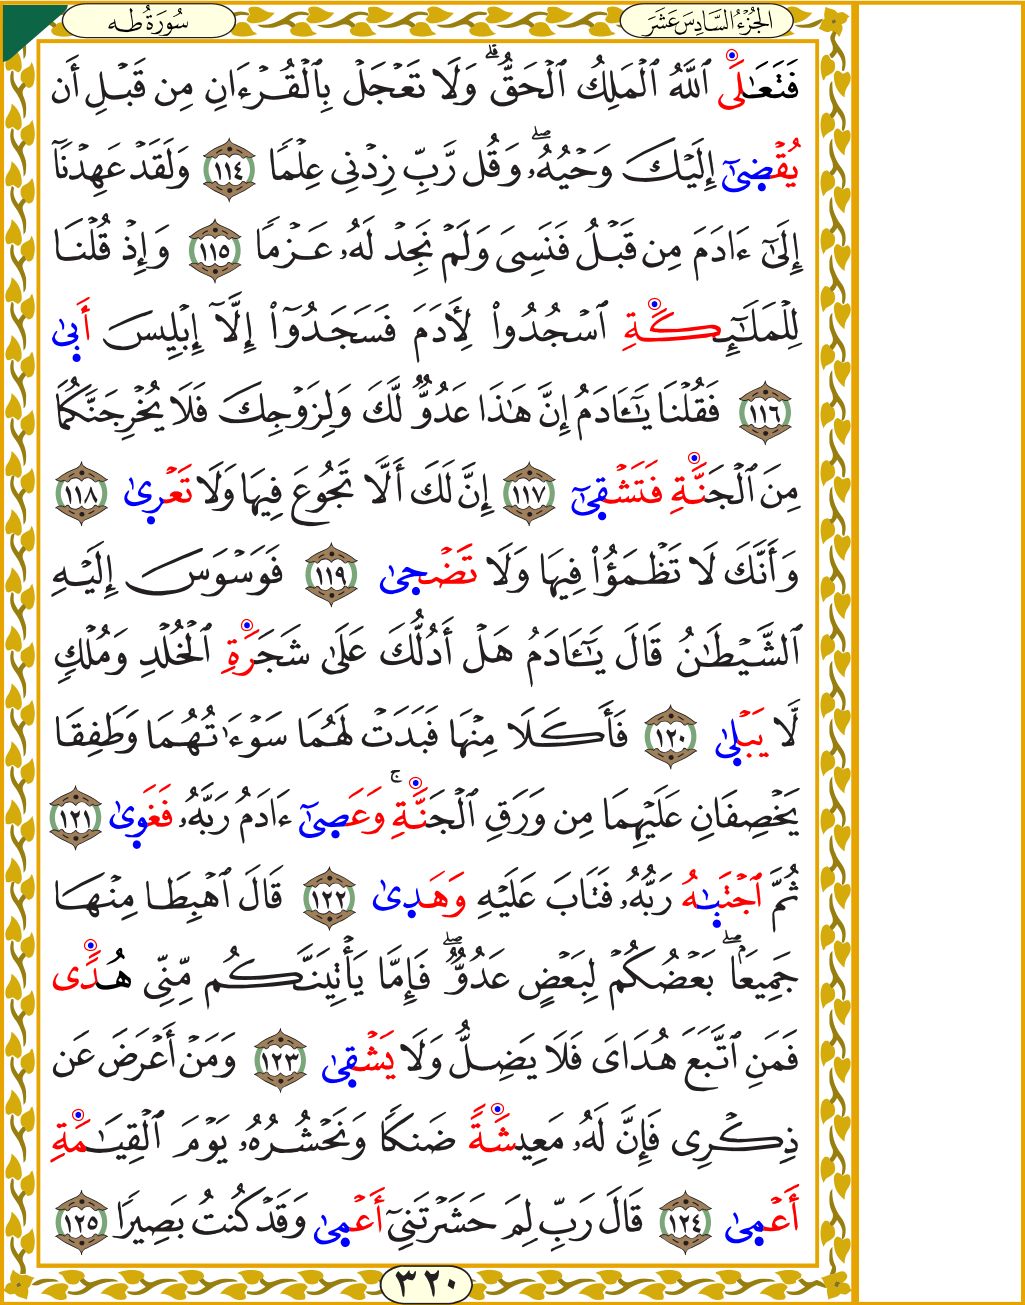 الجُزْءُ السَّادِسَ عَشَرَ
سُورَةُ طه
فَتَعَٰلَى ٱللَّهُ ٱلْمَلِكُ ٱلْحَقُّ ۗ وَلَا تَعْجَلْ بِٱلْقُرْءَانِ مِن قَبْلِ أَن
يُقْضِىٰٓ إِلَيْكَ وَحْيُهُۥ ۖ وَقُل رَّبِّ زِدْنِى عِلْمًا ١١٤ وَلَقَدْ عَهِدْنَآ
إِلَىٰٓ ءَادَمَ مِن قَبْلُ فَنَسِىَ وَلَمْ نَجِدْ لَهُۥ عَزْمًا ١١٥ وَإِذْ قُلْنَا
لِلْمَلَٰٓئِكَةِ ٱسْجُدُوا۟ لِـَٔادَمَ فَسَجَدُوٓا۟ إِلَّآ إِبْلِيسَ أَبِىٰ
١١٦ فَقُلْنَا يَٰٓـَٔادَمُ إِنَّ هَٰذَا عَدُوٌّ لَّكَ وَلِزَوْجِكَ فَلَا يُخْرِجَنَّكُمَا
مِنَ ٱلْجَنَّةِ فَتَشْقِىٰٓ ١١٧ إِنَّ لَكَ أَلَّا تَجُوعَ فِيهَا وَلَا تَعْرِىٰ ١١٨
وَأَنَّكَ لَا تَظْمَؤُا۟ فِيهَا وَلَا تَضْحِىٰ ١١٩ فَوَسْوَسَ إِلَيْهِ
ٱلشَّيْطَٰنُ قَالَ يَٰٓـَٔادَمُ هَلْ أَدُلُّكَ عَلَىٰ شَجَرَةِ ٱلْخُلْدِ وَمُلْكٍ
لَّا يَبْلِىٰ ١٢٠ فَأَكَلَا مِنْهَا فَبَدَتْ لَهُمَا سَوْءَٰتُهُمَا وَطَفِقَا
يَخْصِفَانِ عَلَيْهِمَا مِن وَرَقِ ٱلْجَنَّةِ ۚ وَعَصِىٰٓ ءَادَمُ رَبَّهُۥ فَغَوِىٰ ١٢١
ثُمَّ ٱجْتَبِٰهُ رَبُّهُۥ فَتَابَ عَلَيْهِ وَهَدِىٰ ١٢٢ قَالَ ٱهْبِطَا مِنْهَا
جَمِيعًۢا ۖ بَعْضُكُمْ لِبَعْضٍ عَدُوٌّ ۖ فَإِمَّا يَأْتِيَنَّكُم مِّنِّى هُدًى
فَمَنِ ٱتَّبَعَ هُدَاىَ فَلَا يَضِلُّ وَلَا يَشْقِىٰ ١٢٣ وَمَنْ أَعْرَضَ عَن
ذِكْرِى فَإِنَّ لَهُۥ مَعِيشَةً ضَنكًا وَنَحْشُرُهُۥ يَوْمَ ٱلْقِيَٰمَةِ
أَعْمِىٰ ١٢٤ قَالَ رَبِّ لِمَ حَشَرْتَنِىٓ أَعْمِىٰ وَقَدْ كُنتُ بَصِيرًا ١٢٥
٣٢٠